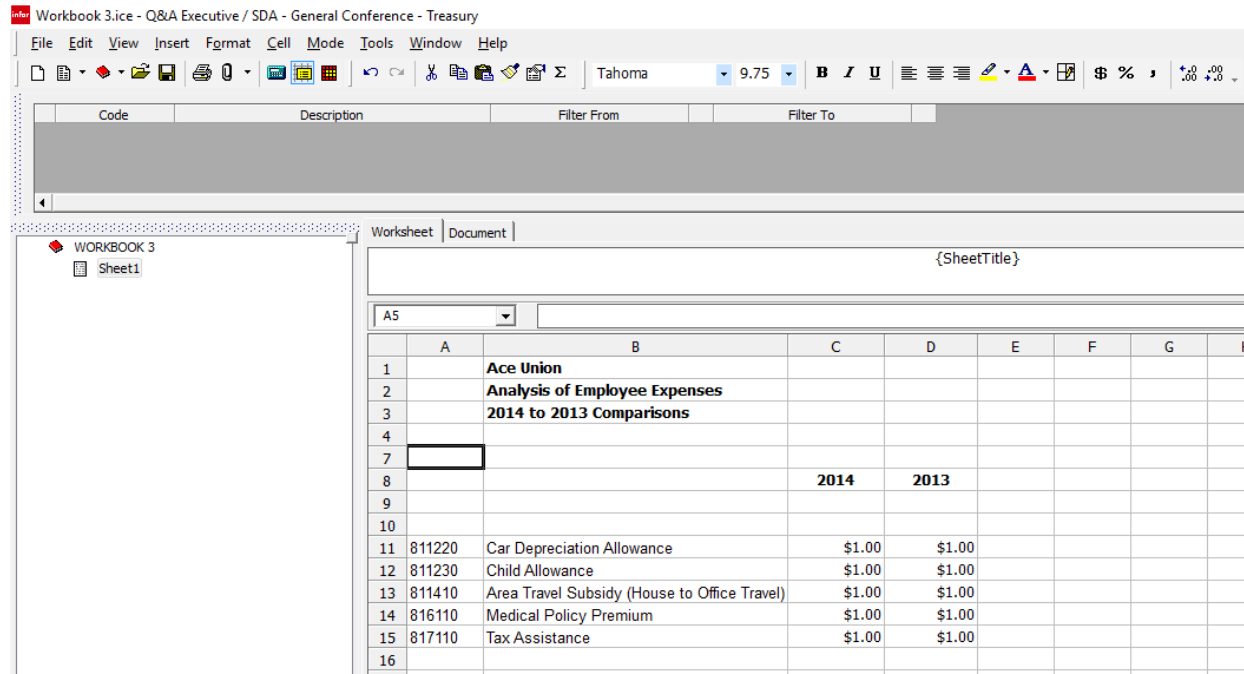 infor Workbook 3.ice - Q&A Executive / SDA - General Conference - Treasury
File Edit View Insert Format Cell Mode Tools Window Help
Tahoma 9.75 B I U $ % ,
Code Description Filter From Filter To
WORKBOOK 3
Sheet1
Worksheet Document
{SheetTitle}
A5
A B C D E F G
1 Ace Union
2 Analysis of Employee Expenses
3 2014 to 2013 Comparisons
4
7
8 2014 2013
9
10
11 811220 Car Depreciation Allowance $1.00 $1.00
12 811230 Child Allowance $1.00 $1.00
13 811410 Area Travel Subsidy (House to Office Travel) $1.00 $1.00
14 816110 Medical Policy Premium $1.00 $1.00
15 817110 Tax Assistance $1.00 $1.00
16